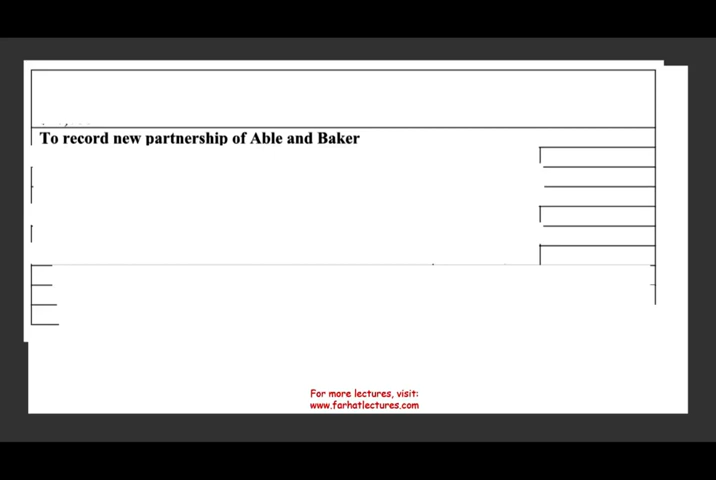 To record new partnership of Able and Baker
For more lectures, visit:
www.farhatlectures.com